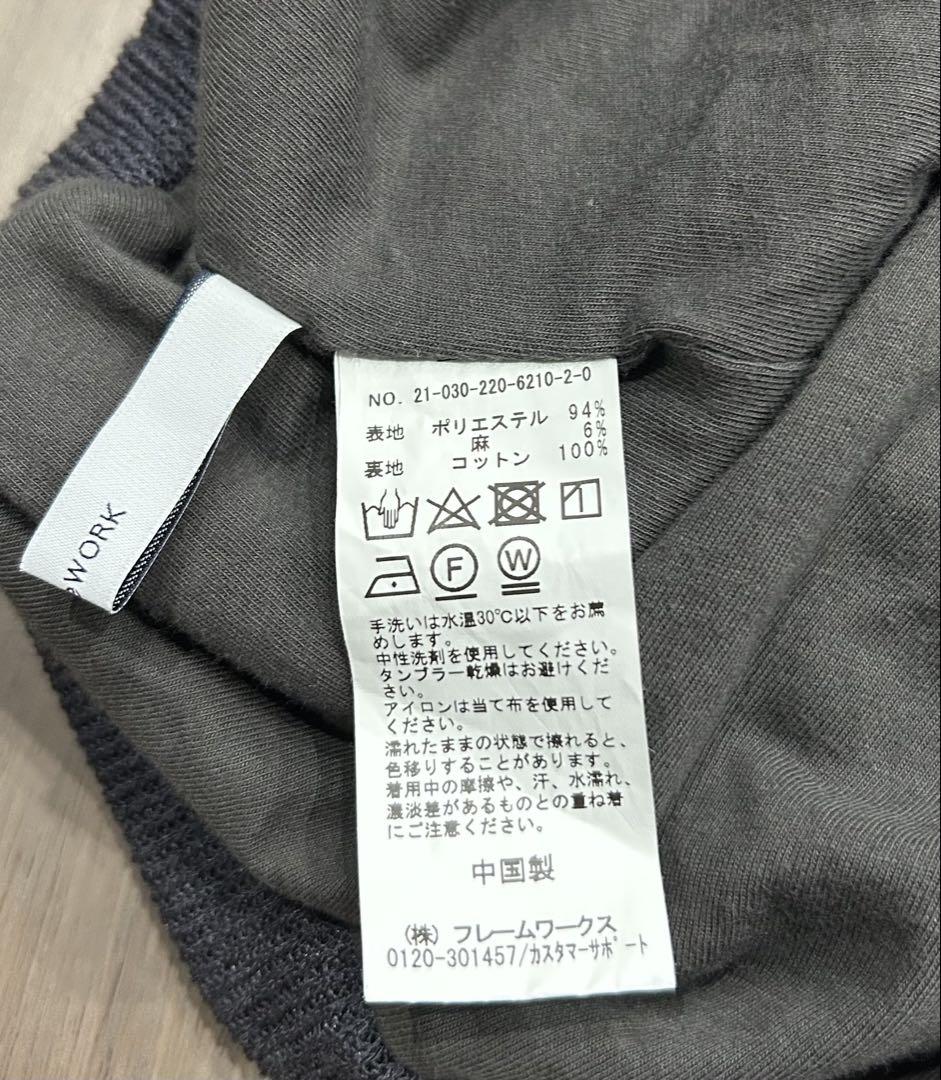 NO. 21-030-220-6210-2-0
表地 ポリエステル 94%
麻 6%
裏地 コットン 100%
F W
手洗いは水温30℃以下をお薦
めします。
中性洗剤を使用してください。
タンブラー乾燥はお避けくだ
さい。
アイロンは当て布を使用して
ください。
濡れたままの状態で擦れると、
色移りすることがあります。
着用中の摩擦や、汗、水濡れ、
濃淡差があるものとの重ね着
にご注意ください。
中国製
(株) フレームワークス
0120-301457/カスタマーサポート
WORK